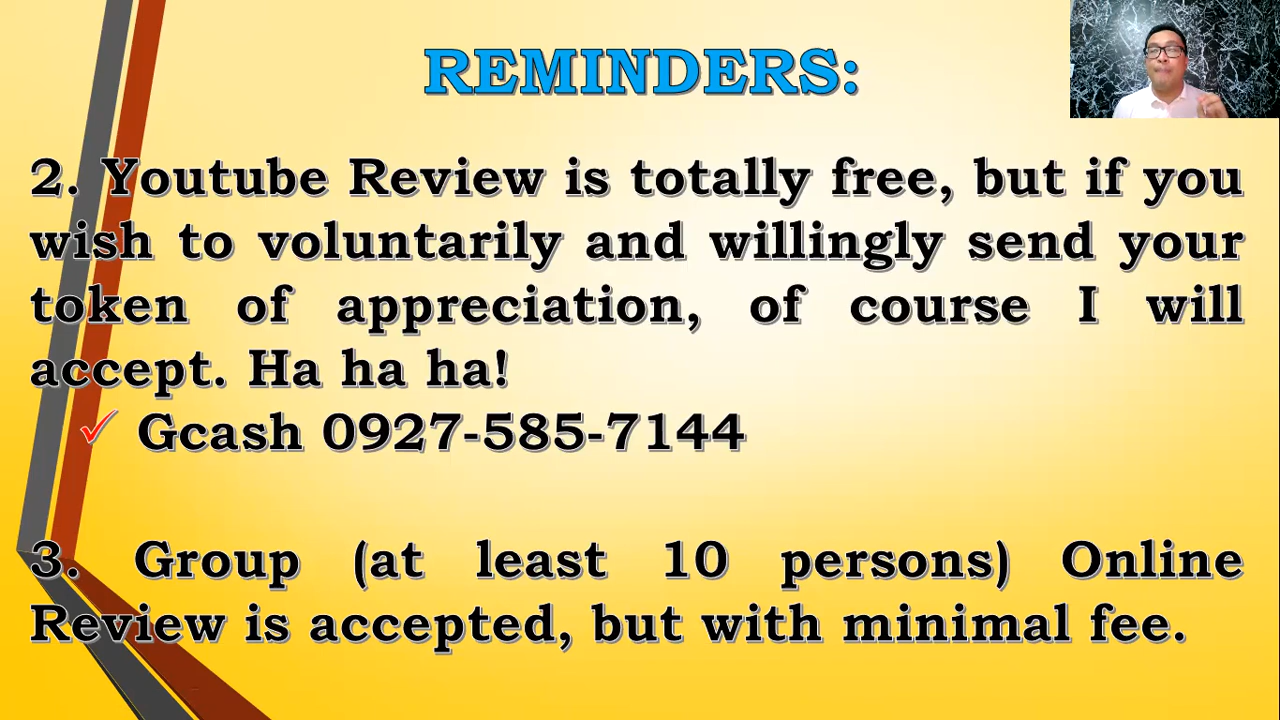 REMINDERS:
2. Youtube Review is totally free, but if you
wish to voluntarily and willingly send your
token of appreciation, of course I will
accept. Ha ha ha!
✓ Gcash 0927-585-7144
3. Group (at least 10 persons) Online
Review is accepted, but with minimal fee.